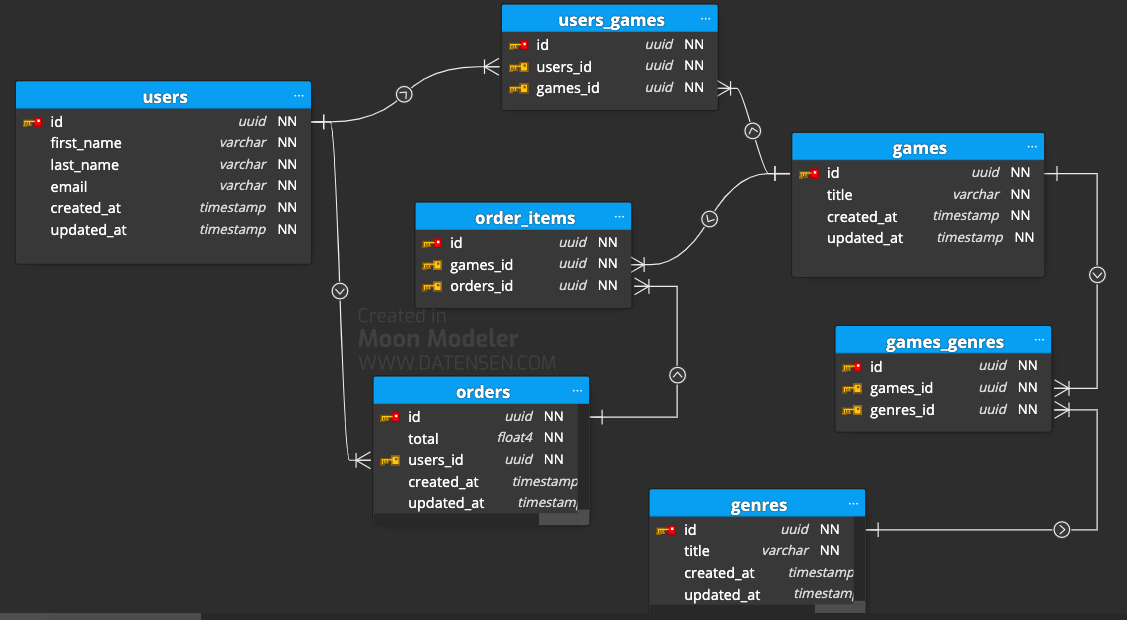 users_games ...
id uuid NN
users_id uuid NN
games_id uuid NN
users ...
id uuid NN
first_name varchar NN
last_name varchar NN
email varchar NN
created_at timestamp NN
updated_at timestamp NN
games ...
id uuid NN
title varchar NN
created_at timestamp NN
updated_at timestamp NN
order_items ...
id uuid NN
games_id uuid NN
orders_id uuid NN
Created in
Moon Modeler
WWW.DATENSEN.COM
games_genres ...
id uuid NN
games_id uuid NN
genres_id uuid NN
orders ...
id uuid NN
total float4 NN
users_id uuid NN
created_at timestamp
updated_at timestam
genres ...
id uuid NN
title varchar NN
created_at timestamp
updated_at timestamp